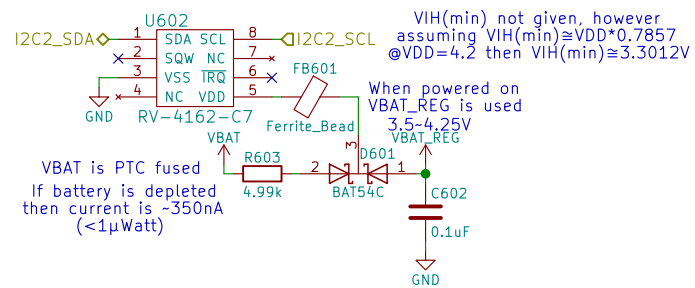 U602
I2C2_SDA
1
SDA
SCL
8
I2C2_SCL
2
SQW
NC
7
3
VSS
IRQ
6
4
NC
VDD
5
RV-4162-C7
GND
FB601
Ferrite_Bead
VIH(min) not given, however
assuming VIH(min)≅VDD*0.7857
@VDD=4.2 then VIH(min)≅3.3012V
When powered on
VBAT_REG is used
3.5~4.25V
VBAT_REG
VBAT
R603
4.99k
2
3
D601
1
BAT54C
C602
0.1uF
GND
VBAT is PTC fused
If battery is depleted
then current is ~350nA
(<1µWatt)